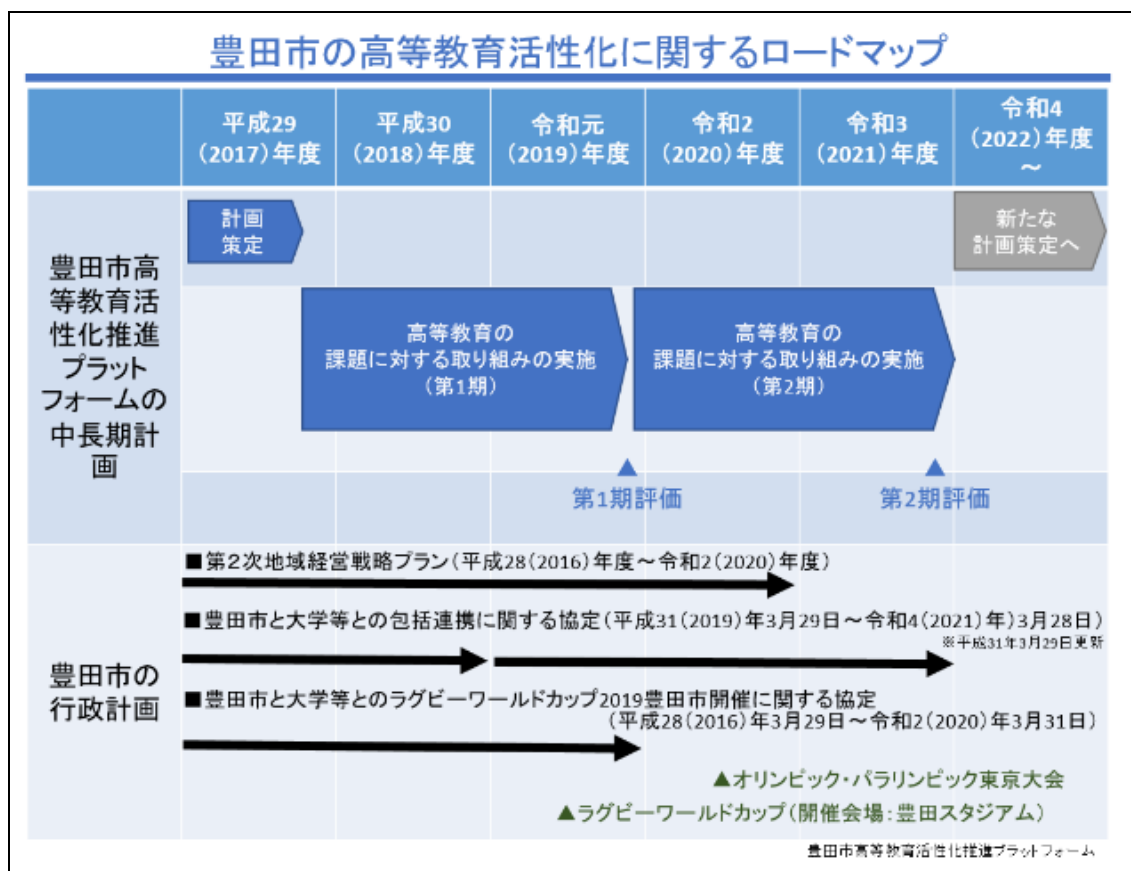 豊田市の高等教育活性化に関するロードマップ
平成29
(2017)年度
平成30
(2018)年度
令和元
(2019)年度
令和2
(2020)年度
令和3
(2021)年度
令和4
(2022)年度
～
豊田市高
等教育活
性化推進
プラット
フォームの
中長期計
画
計画
策定
新たな
計画策定へ
高等教育の
課題に対する取り組みの実施
(第1期)
高等教育の
課題に対する取り組みの実施
(第2期)
▲
第1期評価
▲
第2期評価
豊田市の
行政計画
■第２次地域経営戦略プラン(平成28(2016)年度～令和2(2020)年度)
■豊田市と大学等との包括連携に関する協定(平成31(2019)年3月29日～令和4(2021)年)3月28日)
※平成31年3月29日更新
■豊田市と大学等とのラグビーワールドカップ2019豊田市開催に関する協定
(平成28(2016)年3月29日～令和2(2020)年3月31日)
▲オリンピック・パラリンピック東京大会
▲ラグビーワールドカップ(開催会場：豊田スタジアム)
豊田市高等教育活性化推進プラットフォーム